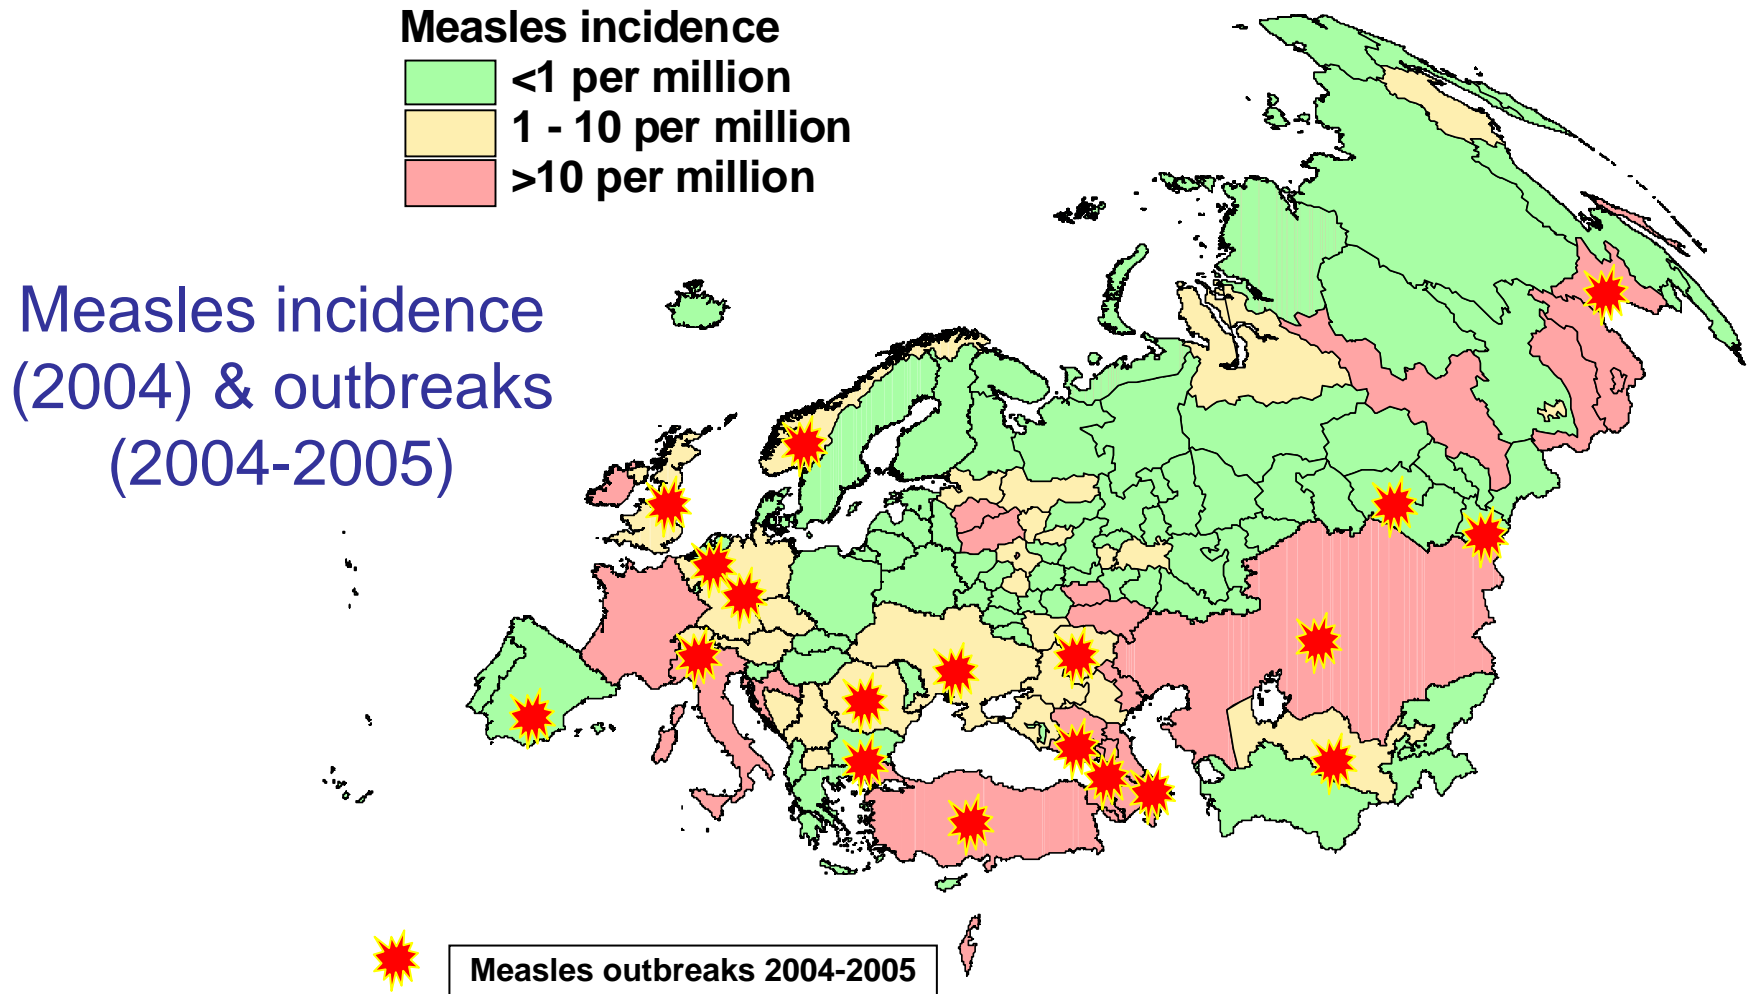 Measles incidence
<1 per million
1 - 10 per million
>10 per million
Measles incidence
(2004) & outbreaks
(2004-2005)
Measles outbreaks 2004-2005